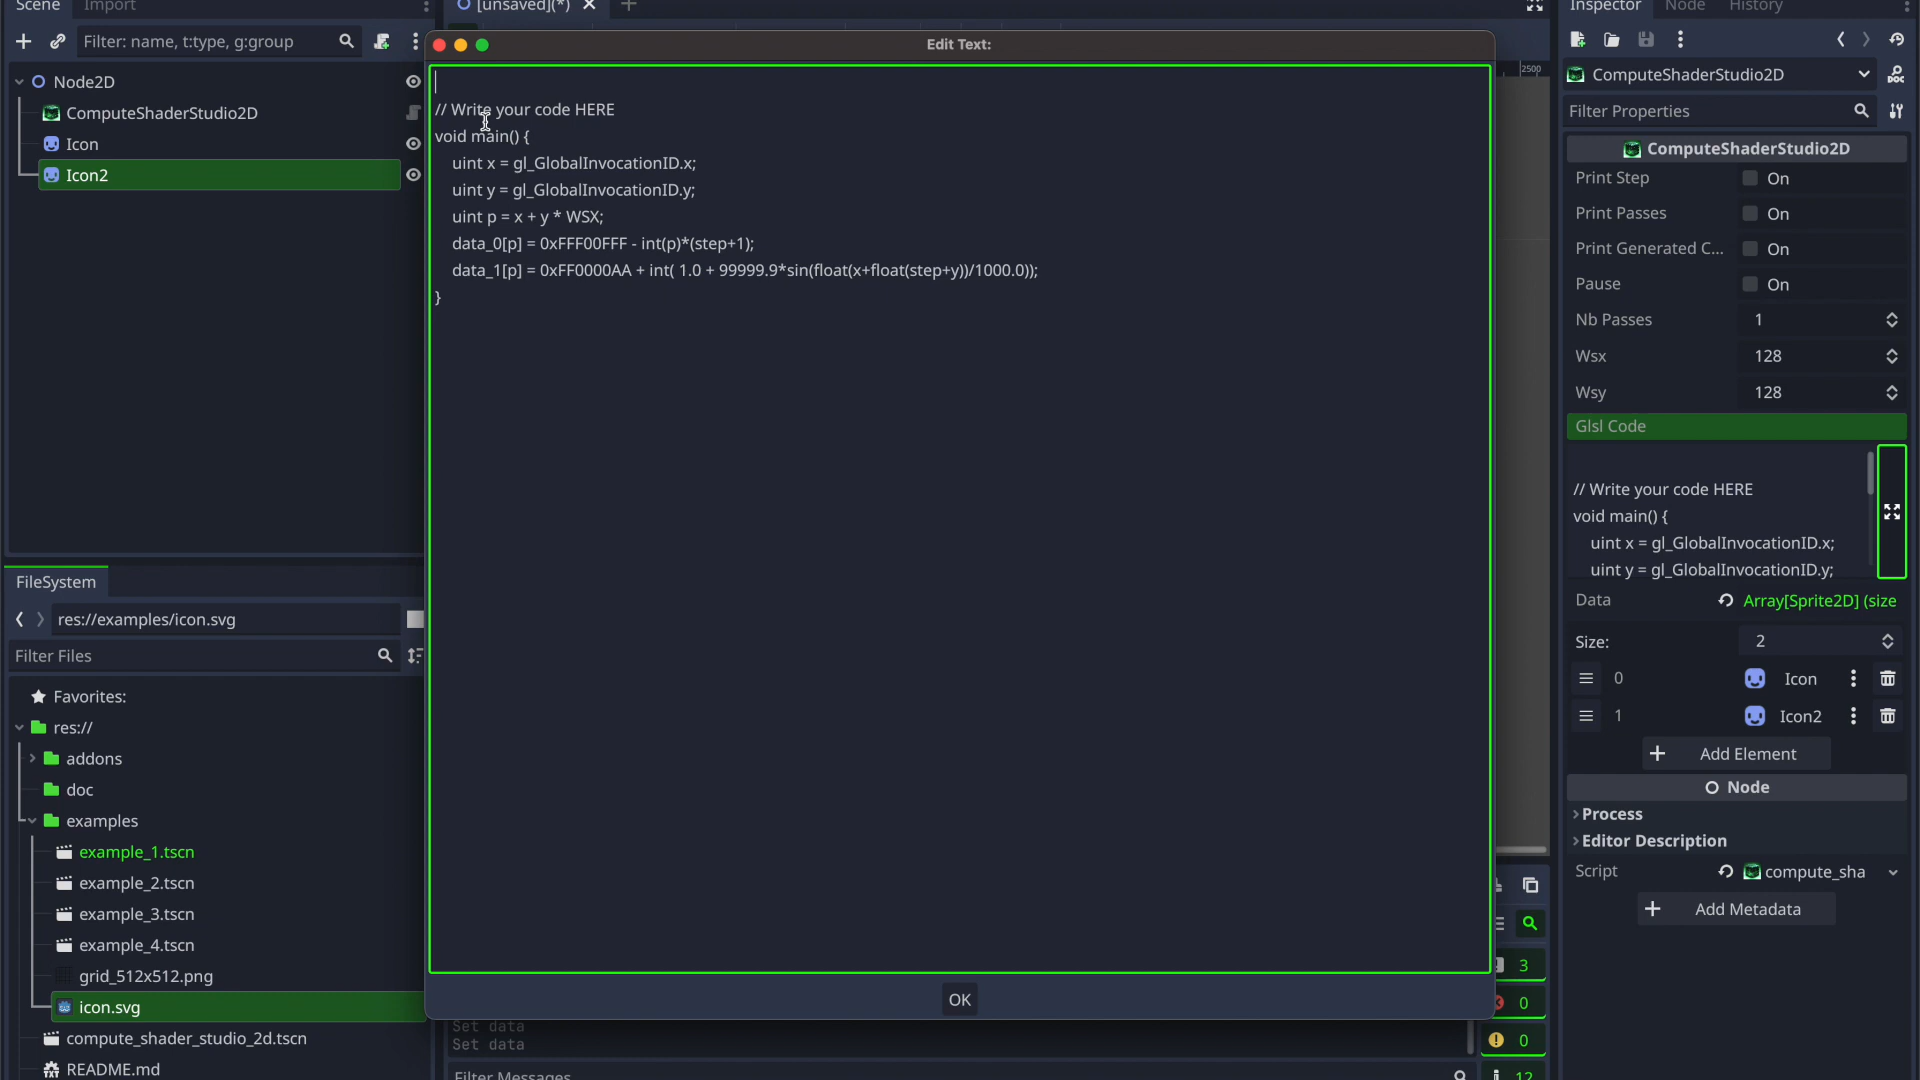 Scene
Import
[unsaved](*)
Filter: name, t:type, g:group
Node2D
ComputeShaderStudio2D
Icon
Icon2
FileSystem
res://examples/icon.svg
Filter Files
Favorites:
res://
addons
doc
examples
example_1.tscn
example_2.tscn
example_3.tscn
example_4.tscn
grid_512x512.png
icon.svg
compute_shader_studio_2d.tscn
README.md
Edit Text:
// Write your code HERE
void main() {
uint x = gl_GlobalInvocationID.x;
uint y = gl_GlobalInvocationID.y;
uint p = x + y * WSX;
data_0[p] = 0xFFF00FFF - int(p)*(step+1);
data_1[p] = 0xFF0000AA + int( 1.0 + 99999.9*sin(float(x+float(step+y))/1000.0));
}
OK
2500
Set data
Set data
Filter Messages
3
0
0
12
Inspector
Node
History
ComputeShaderStudio2D
Filter Properties
ComputeShaderStudio2D
Print Step On
Print Passes On
Print Generated C... On
Pause On
Nb Passes 1
Wsx 128
Wsy 128
Glsl Code
// Write your code HERE
void main() {
uint x = gl_GlobalInvocationID.x;
uint y = gl_GlobalInvocationID.y;
Data Array[Sprite2D] (size
Size: 2
0 Icon
1 Icon2
Add Element
Node
Process
Editor Description
Script compute_sha
Add Metadata